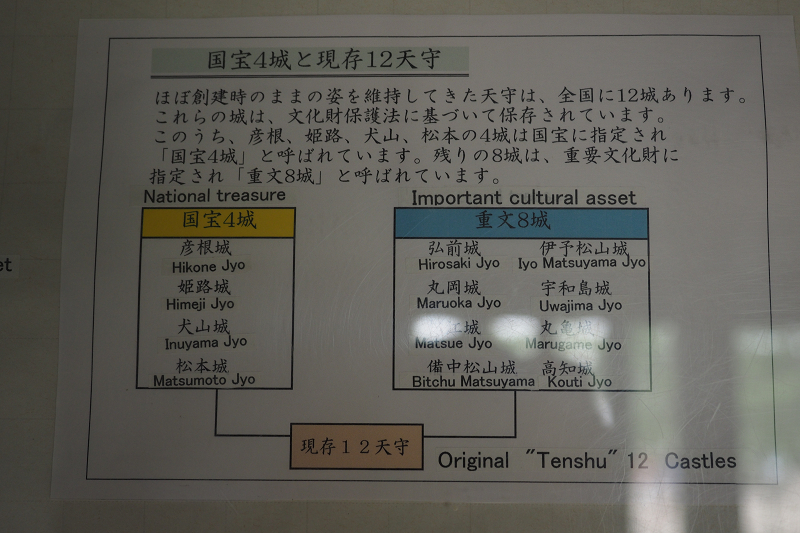 国宝4城と現存12天守
ほぼ創建時のままの姿を維持してきた天守は、全国に12城あります。
これらの城は、文化財保護法に基づいて保存されています。
このうち、彦根、姫路、犬山、松本の4城は国宝に指定され
「国宝4城」と呼ばれています。残りの8城は、重要文化財に
指定され「重文8城」と呼ばれています。
National treasure
国宝4城
彦根城
Hikone Jyo
姫路城
Himeji Jyo
犬山城
Inuyama Jyo
松本城
Matsumoto Jyo
Important cultural asset
重文8城
弘前城 伊予松山城
Hirosaki Jyo Iyo Matsuyama Jyo
丸岡城 宇和島城
Maruoka Jyo Uwajima Jyo
江城 丸亀城
Matsue Jyo Marugame Jyo
備中松山城 高知城
Bitchu Matsuyama Kouti Jyo
現存12天守
Original "Tenshu" 12 Castles
et